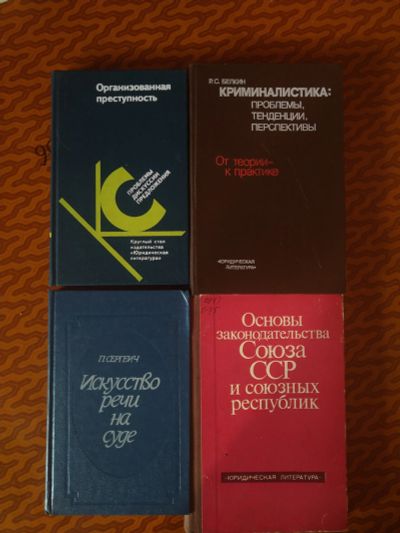 Организованная
преступность
ПРОБЛЕМЫ
ДИСКУССИИ
ПРЕДЛОЖЕНИЯ
Круглый стол
издательства
«Юридическая
литература»
Р.С. БЕЛКИН
КРИМИНАЛИСТИКА:
ПРОБЛЕМЫ,
ТЕНДЕНЦИИ,
ПЕРСПЕКТИВЫ
От теории–
к практике
«ЮРИДИЧЕСКАЯ
ЛИТЕРАТУРА»
П.СЕРГЕИЧ
Искусство
речи на
суде
Основы
законодательства
Союза
ССР
и союзных
республик
«ЮРИДИЧЕСКАЯ ЛИТЕРАТУРА»